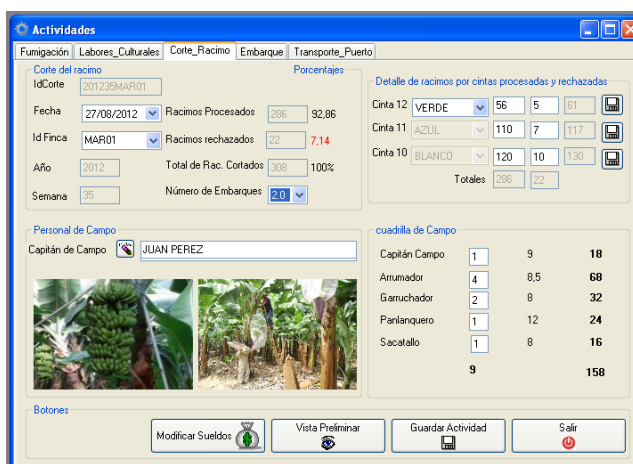 Actividades
Fumigación Labores_Culturales Corte_Racimo Embarque Transporte_Puerto
Corte del racimo Porcentajes
IdCorte 201235MAR01
Fecha 27/08/2012 Racimos Procesados 286 92,86
Id Finca MAR01 Racimos rechazados 22 7,14
Año 2012 Total de Rac. Cortados 308 100%
Semana 35 Número de Embarques 2.0
Detalle de racimos por cintas procesadas y rechazadas
Cinta 12 VERDE 56 5 61
Cinta 11 AZUL 110 7 117
Cinta 10 BLANCO 120 10 130
Totales 286 22
Personal de Campo
Capitán de Campo JUAN PEREZ
cuadrilla de Campo
Capitán Campo 1 9 18
Arrumador 4 8,5 68
Garruchador 2 8 32
Panlanquero 1 12 24
Sacatallo 1 8 16
9 158
Botones
Modificar Sueldos Vista Preliminar Guardar Actividad Salir